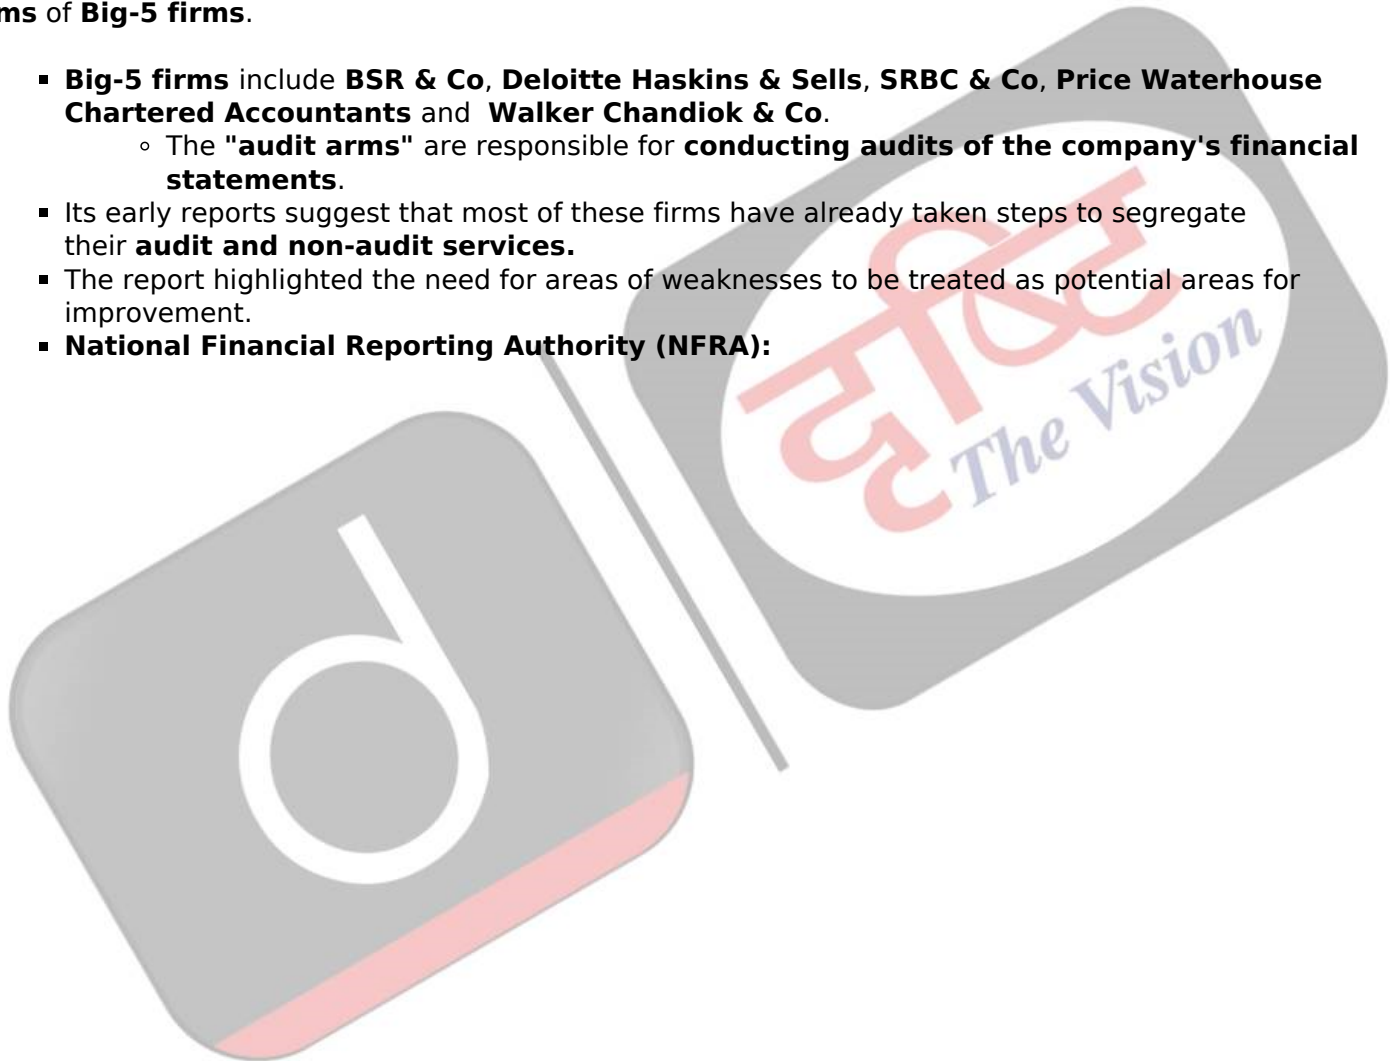 ms of Big-5 firms.
▪ Big-5 firms include BSR & Co, Deloitte Haskins & Sells, SRBC & Co, Price Waterhouse
Chartered Accountants and Walker Chandiok & Co.
◦ The "audit arms" are responsible for conducting audits of the company's financial
statements.
▪ Its early reports suggest that most of these firms have already taken steps to segregate
their audit and non-audit services.
▪ The report highlighted the need for areas of weaknesses to be treated as potential areas for
improvement.
▪ National Financial Reporting Authority (NFRA):
दृष्टि
The Vision
d